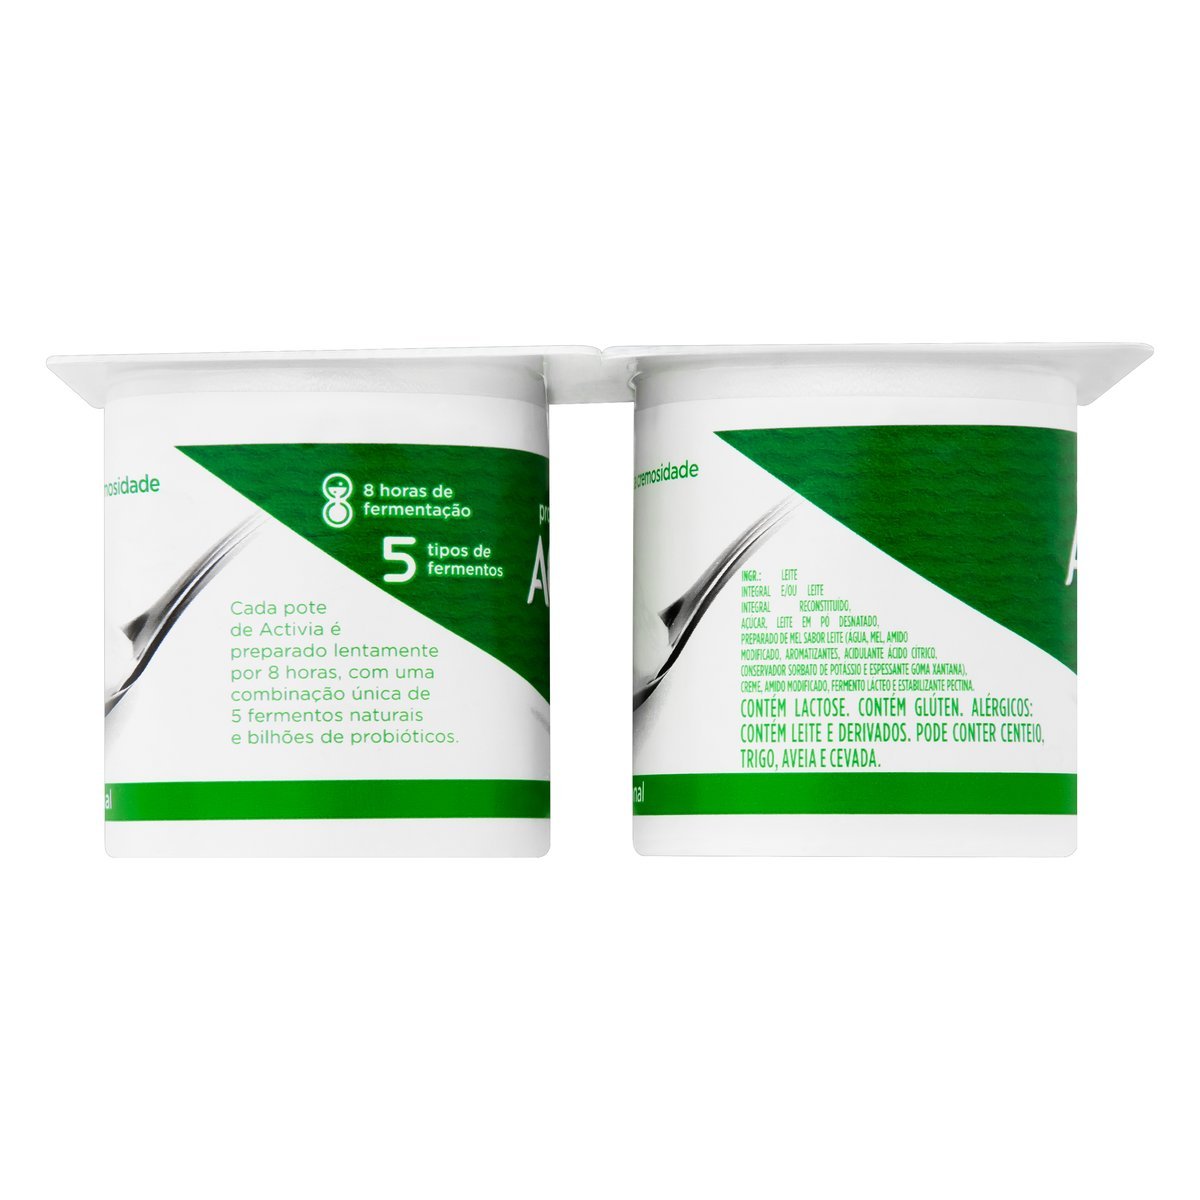 8 horas de
fermentação
5 tipos de
fermentos
Cada pote
de Activia é
preparado lentamente
por 8 horas, com uma
combinação única de
5 fermentos naturais
e bilhões de probióticos.
cremosidade
INGR.: LEITE
INTEGRAL E/OU LEITE
INTEGRAL RECONSTITUÍDO,
AÇÚCAR, LEITE EM PÓ DESNATADO,
PREPARADO DE MEL SABOR LEITE (ÁGUA, MEL, AMIDO
MODIFICADO, AROMATIZANTES, ACIDULANTE ÁCIDO CÍTRICO,
CONSERVADOR SORBATO DE POTÁSSIO E ESPESSANTE GOMA XANTANA),
CREME, AMIDO MODIFICADO, FERMENTO LÁCTEO E ESTABILIZANTE PECTINA.
CONTÉM LACTOSE. CONTÉM GLÚTEN. ALÉRGICOS:
CONTÉM LEITE E DERIVADOS. PODE CONTER CENTEIO,
TRIGO, AVEIA E CEVADA.